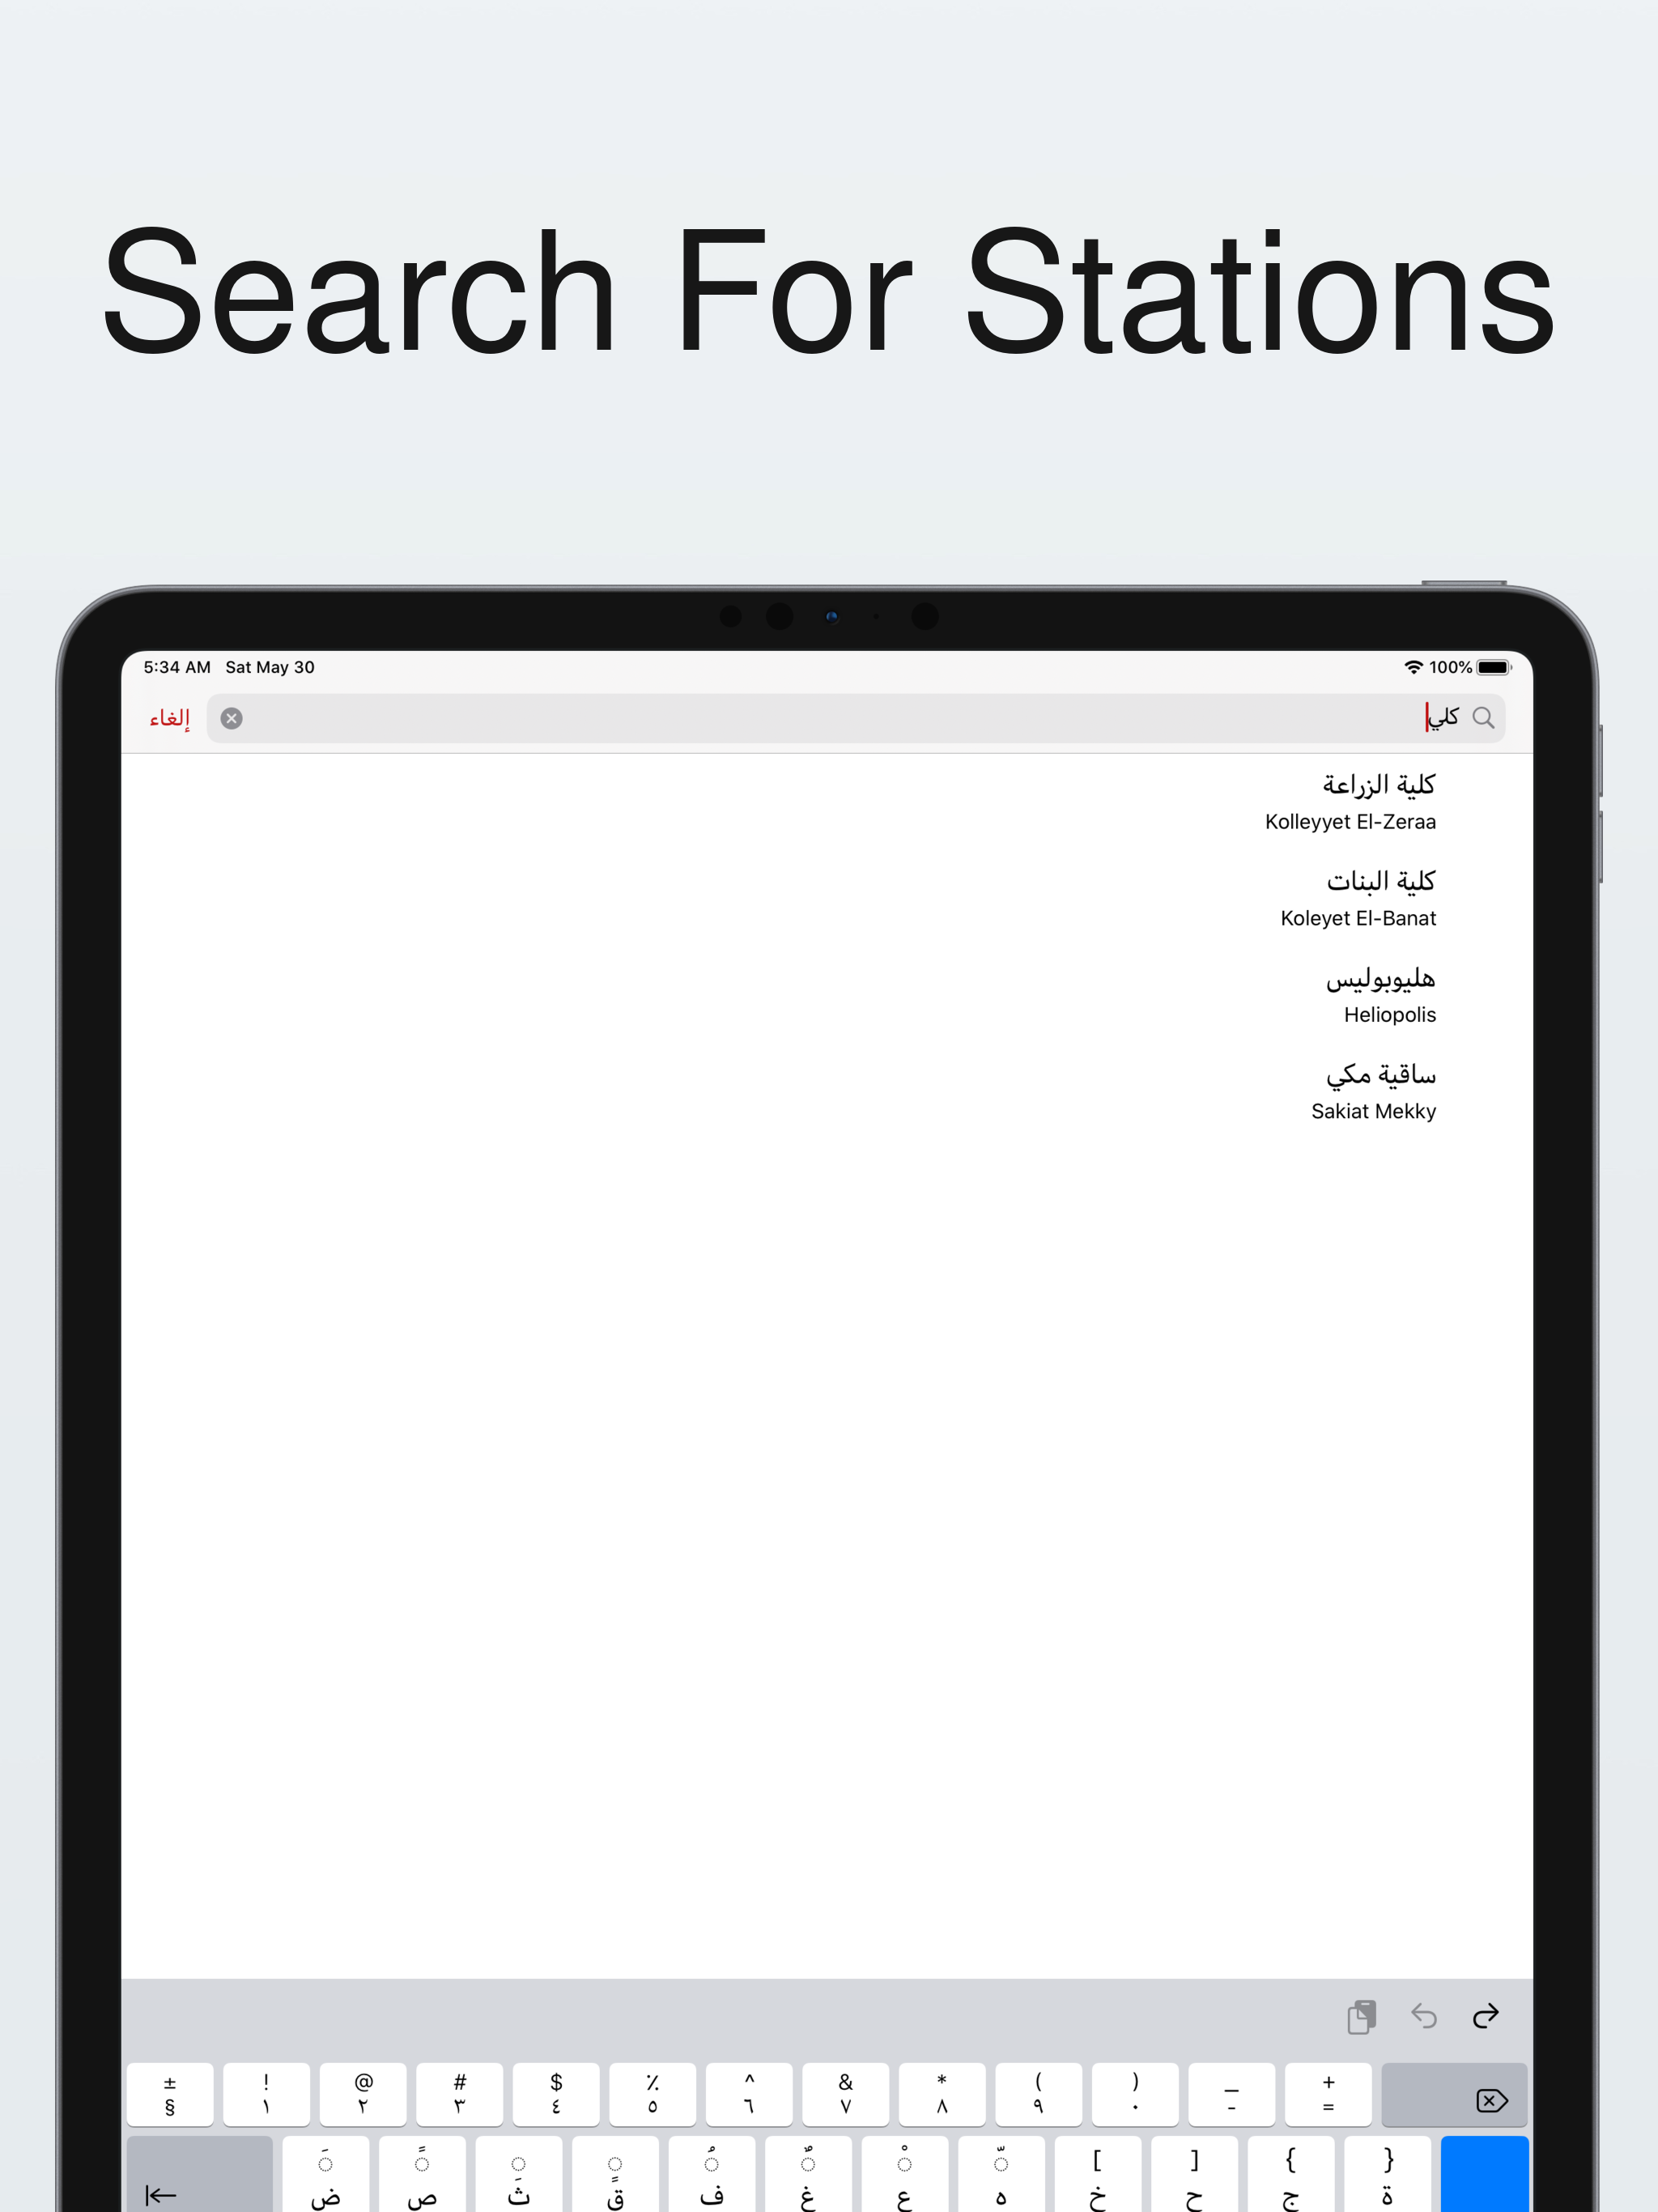 Search For Stations
5:34 AM Sat May 30 100%
كلي إلغاء
كلية الزراعة
Kolleyyet El-Zeraa
كلية البنات
Koleyet El-Banat
هليوبوليس
Heliopolis
ساقية مكي
Sakiat Mekky
± ! @ # $ ٪ ^ & * ( ) _ +
§ ١ ٢ ٣ ٤ ٥ ٦ ٧ ٨ ٩ ٠ - =
َ ً ِ ٍ ُ ٌ ْ ّ [ ] { }
ض ص ث ق ف غ ع ه خ ح ج ة